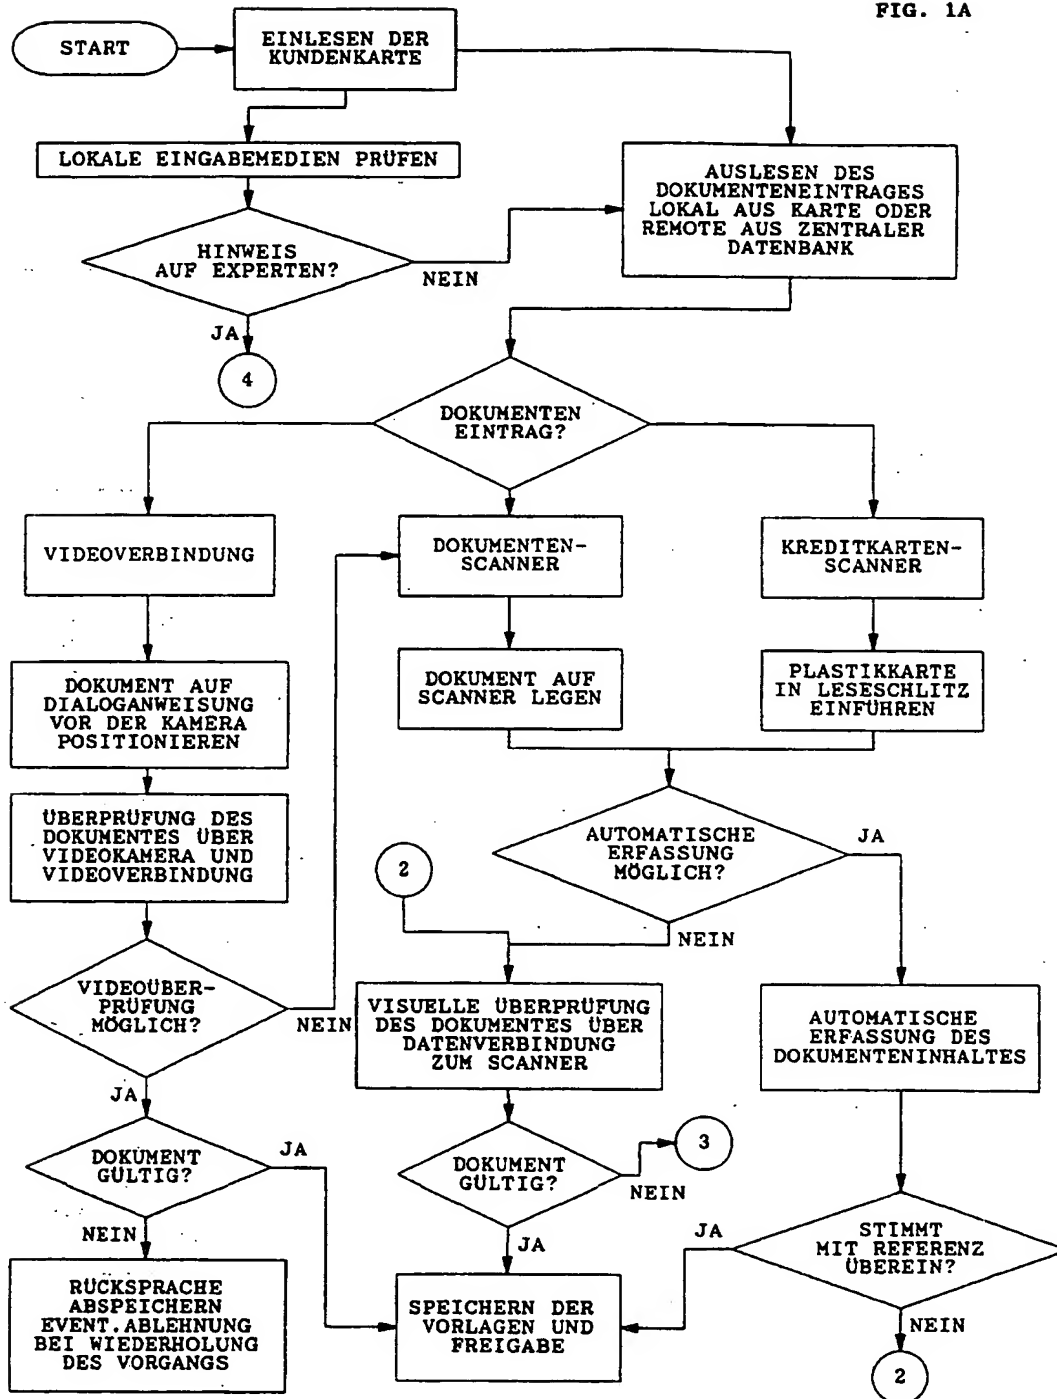 FIG. 1A
START
EINLESEN DER
KUNDENKARTE
LOKALE EINGABEMEDIEN PRÜFEN
AUSLESEN DES
DOKUMENTENEINTRAGES
LOKAL AUS KARTE ODER
REMOTE AUS ZENTRALER
DATENBANK
HINWEIS
AUF EXPERTEN?
NEIN
JA
4
DOKUMENTEN
EINTRAG?
VIDEOVERBINDUNG
DOKUMENTEN-
SCANNER
KREDITKARTEN-
SCANNER
DOKUMENT AUF
DIALOGANWEISUNG
VOR DER KAMERA
POSITIONIEREN
DOKUMENT AUF
SCANNER LEGEN
PLASTIKKARTE
IN LESESCHLITZ
EINFÜHREN
ÜBERPRÜFUNG DES
DOKUMENTES ÜBER
VIDEOKAMERA UND
VIDEOVERBINDUNG
AUTOMATISCHE
ERFASSUNG
MÖGLICH?
JA
2
NEIN
VIDEOÜBER-
PRÜFUNG
MÖGLICH?
NEIN
VISUELLE ÜBERPRÜFUNG
DES DOKUMENTES ÜBER
DATENVERBINDUNG
ZUM SCANNER
AUTOMATISCHE
ERFASSUNG DES
DOKUMENTENINHALTES
JA
DOKUMENT
GÜLTIG?
JA
DOKUMENT
GÜLTIG?
3
NEIN
NEIN
JA
JA
STIMMT
MIT REFERENZ
ÜBEREIN?
RÜCKSPRACHE
ABSPEICHERN
EVENT.ABLEHNUNG
BEI WIEDERHOLUNG
DES VORGANGS
SPEICHERN DER
VORLAGEN UND
FREIGABE
NEIN
2